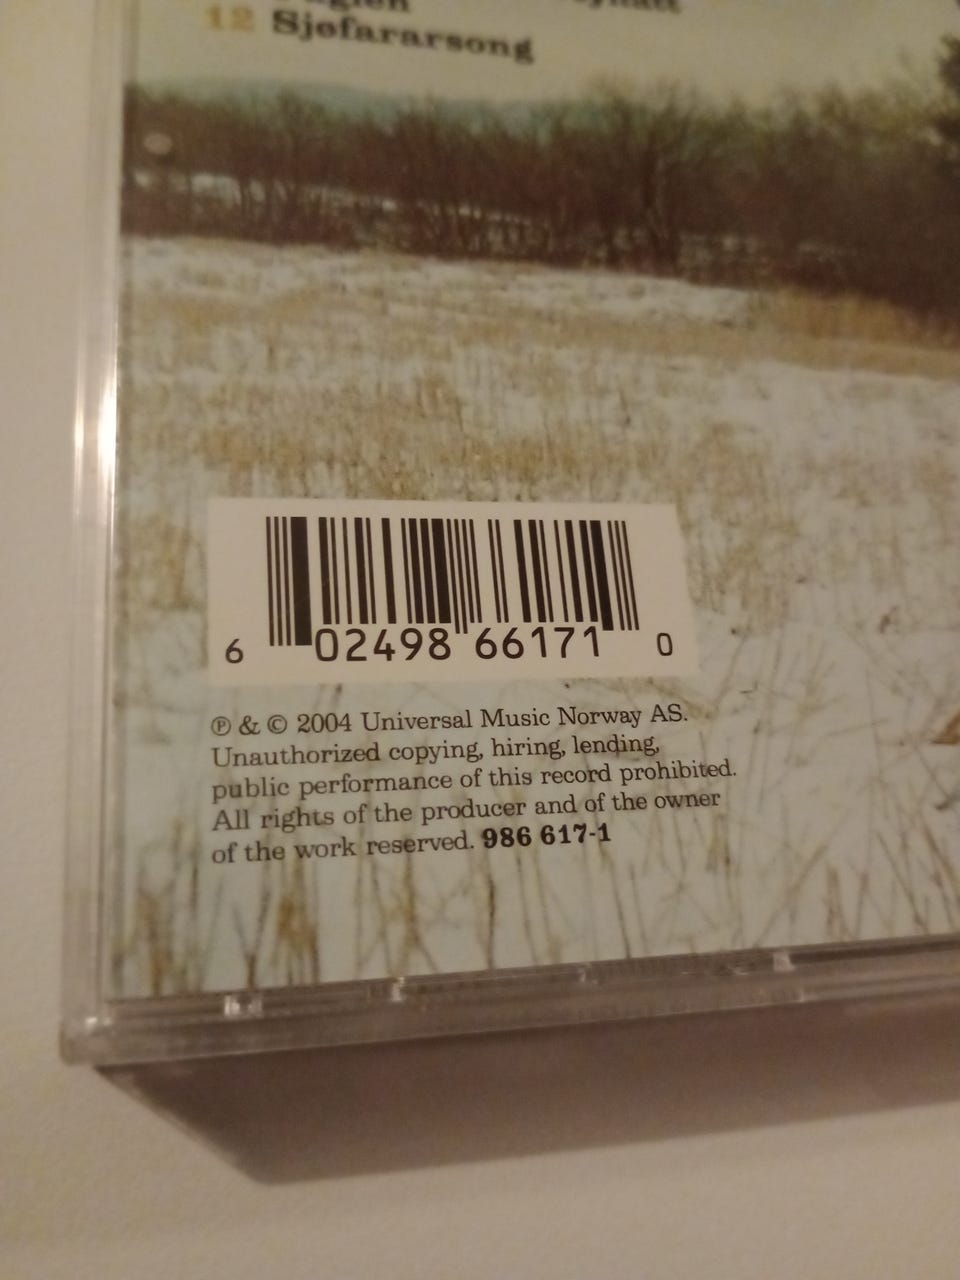 12 Sjøfararsong
6 02498 66171 0
℗ & © 2004 Universal Music Norway AS.
Unauthorized copying, hiring, lending,
public performance of this record prohibited.
All rights of the producer and of the owner
of the work reserved. 986 617-1